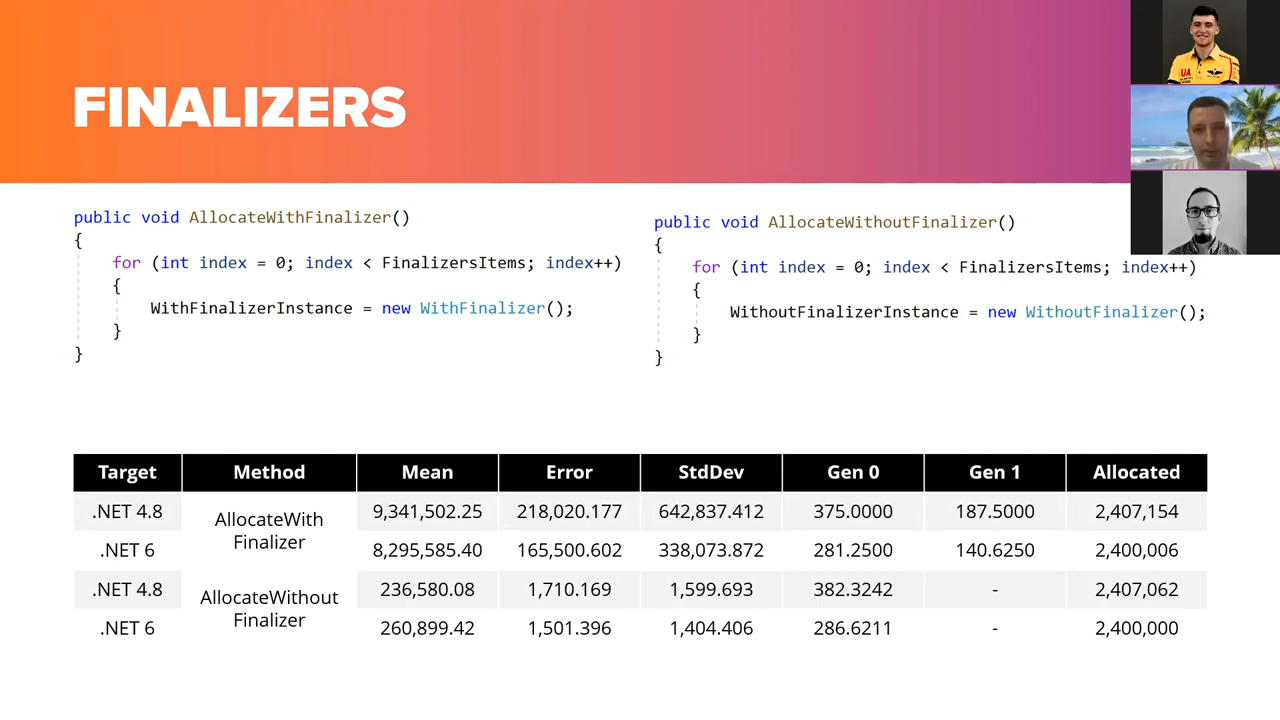 FINALIZERS
public void AllocateWithFinalizer()
{
for (int index = 0; index < FinalizersItems; index++)
{
WithFinalizerInstance = new WithFinalizer();
}
}
public void AllocateWithoutFinalizer()
{
for (int index = 0; index < FinalizersItems; index++)
{
WithoutFinalizerInstance = new WithoutFinalizer();
}
}
Target Method Mean Error StdDev Gen 0 Gen 1 Allocated
.NET 4.8 AllocateWith Finalizer 9,341,502.25 218,020.177 642,837.412 375.0000 187.5000 2,407,154
.NET 6 8,295,585.40 165,500.602 338,073.872 281.2500 140.6250 2,400,006
.NET 4.8 AllocateWithout Finalizer 236,580.08 1,710.169 1,599.693 382.3242 - 2,407,062
.NET 6 260,899.42 1,501.396 1,404.406 286.6211 - 2,400,000
UA